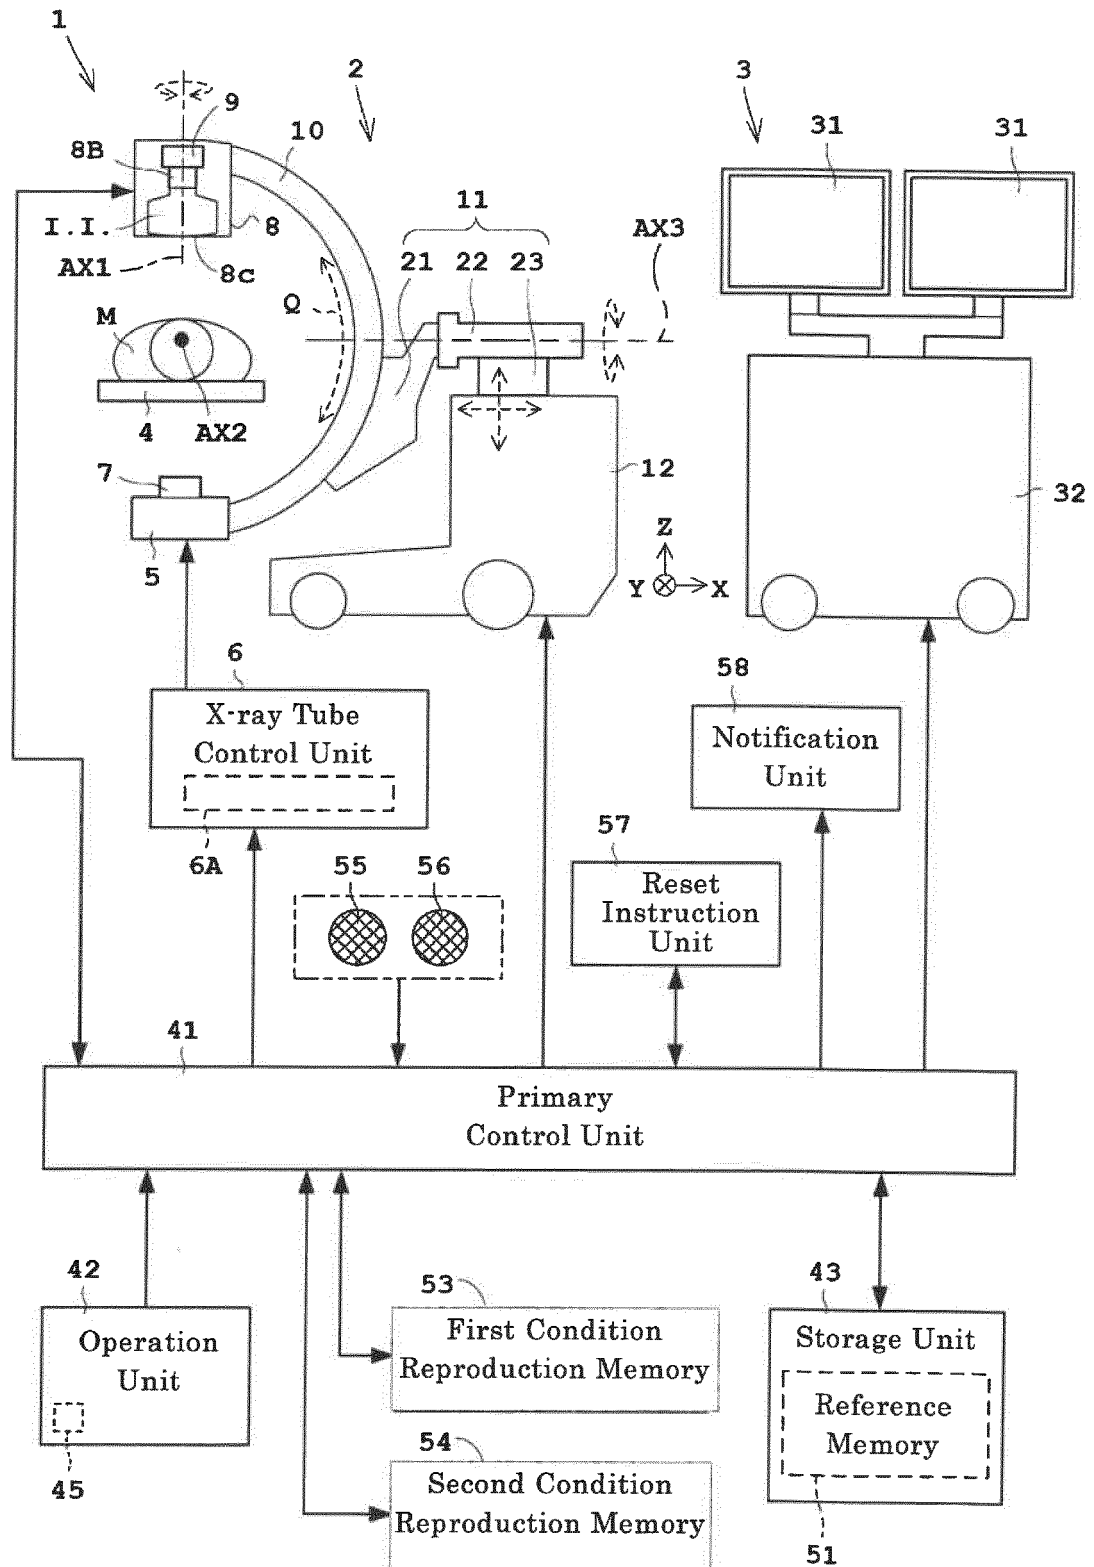 1
2
3
9
10
31
31
8B
11
I.I.
8
AX3
AX1
8c
21
22
23
M
Q
4
AX2
7
12
32
Z
Y
X
5
6
X-ray Tube
Control Unit
6A
58
Notification
Unit
55
56
57
Reset
Instruction
Unit
41
Primary
Control Unit
42
Operation
Unit
45
53
First Condition
Reproduction Memory
54
Second Condition
Reproduction Memory
43
Storage Unit
Reference
Memory
51